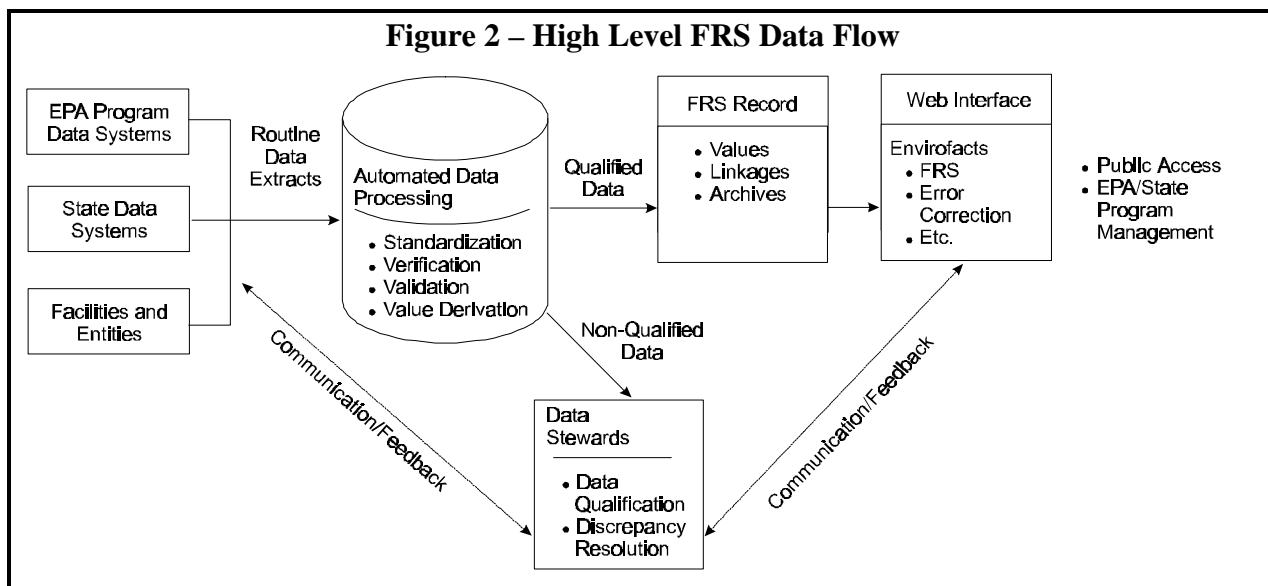 Figure 2 – High Level FRS Data Flow
EPA Program
Data Systems
State Data
Systems
Facilities and
Entities
Routine
Data
Extracts
Automated Data
Processing
• Standardization
• Verification
• Validation
• Value Derivation
Qualified
Data
FRS Record
• Values
• Linkages
• Archives
Web Interface
Envirofacts
• FRS
• Error
Correction
• Etc.
• Public Access
• EPA/State
Program
Management
Non-Qualified
Data
Communication/Feedback
Data
Stewards
• Data
Qualification
• Discrepancy
Resolution
Communication/Feedback